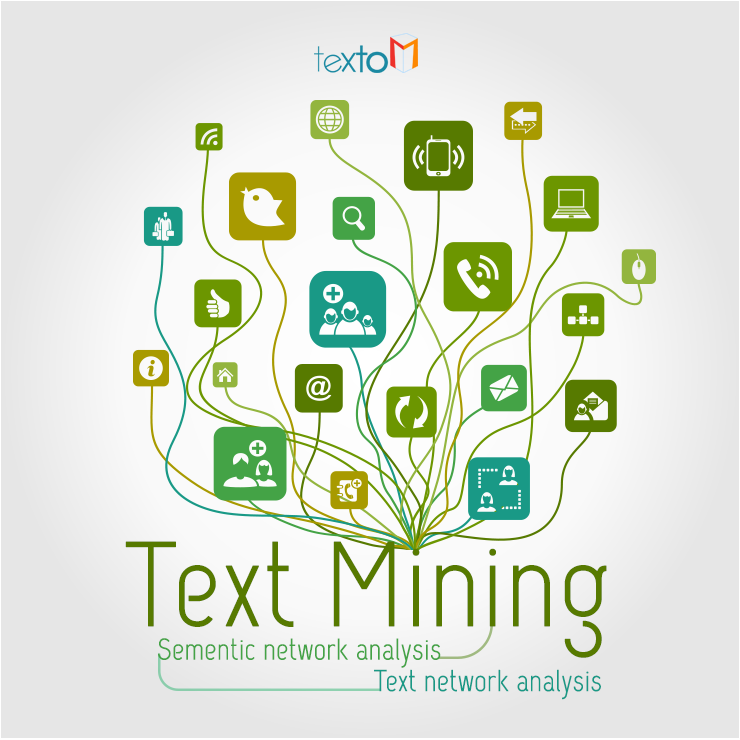 textoM
@
i
Text Mining
Sementic network analysis
Text network analysis